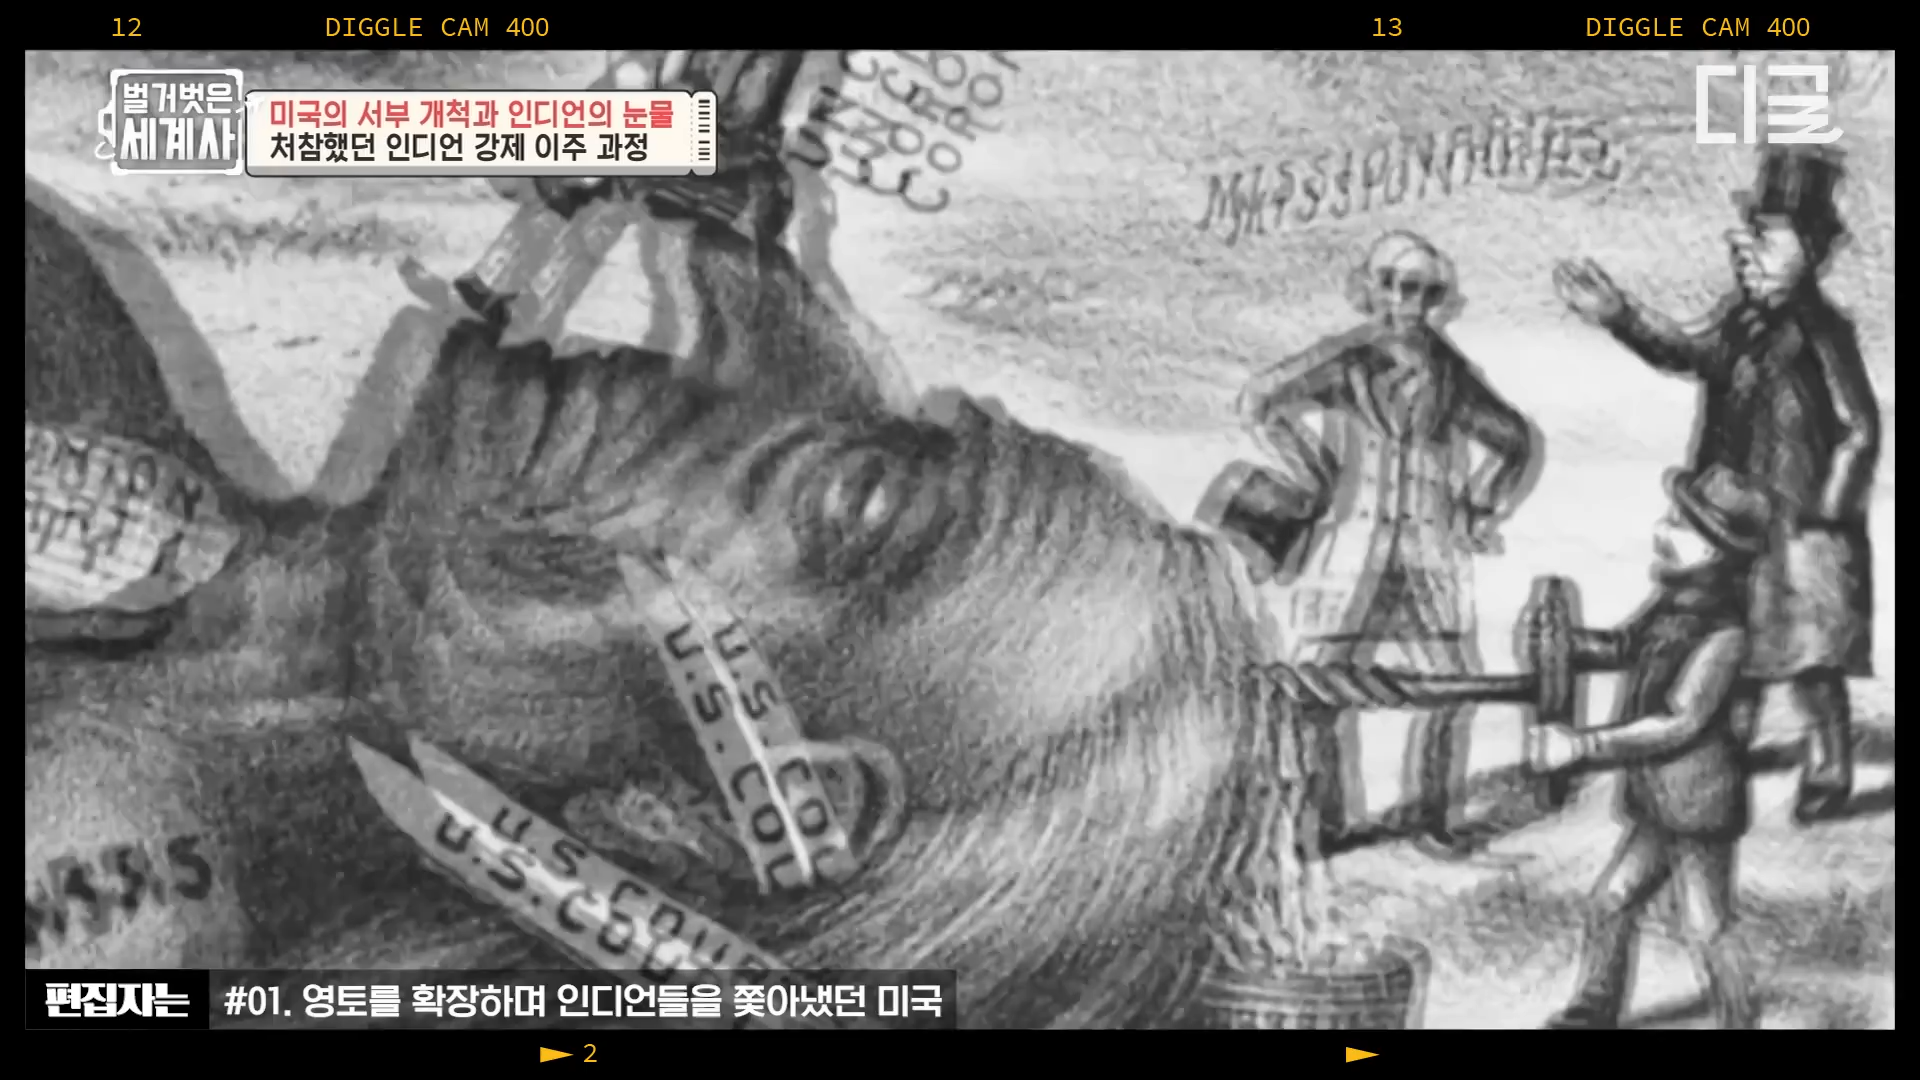 12 DIGGLE CAM 400 13 DIGGLE CAM 400
디글
벌거벗은
세계사
미국의 서부 개척과 인디언의 눈물
처참했던 인디언 강제 이주 과정
MISSIONARIES
U.S. COU
U.S. COU
편집자는
#01. 영토를 확장하며 인디언들을 쫓아냈던 미국
2